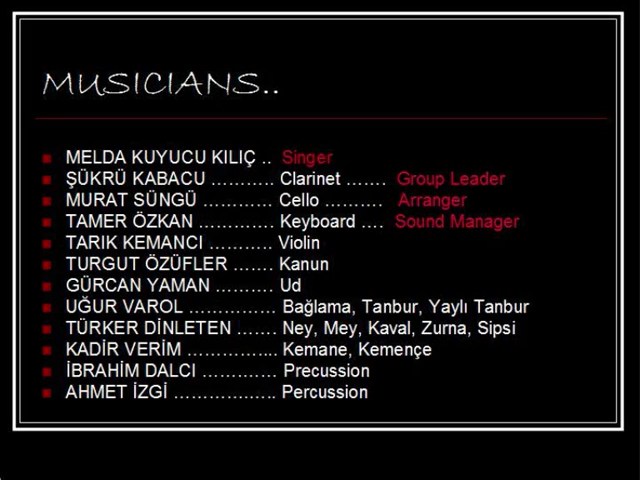 MUSICIANS..
MELDA KUYUCU KILIÇ .. Singer
ŞÜKRÜ KABACU ……….. Clarinet ……. Group Leader
MURAT SÜNGÜ ………… Cello ………. Arranger
TAMER ÖZKAN …………. Keyboard …. Sound Manager
TARIK KEMANCI ……….. Violin
TURGUT ÖZÜFLER ……. Kanun
GÜRCAN YAMAN ………. Ud
UĞUR VAROL …………… Bağlama, Tanbur, Yaylı Tanbur
TÜRKER DİNLETEN ……. Ney, Mey, Kaval, Zurna, Sipsi
KADİR VERİM ………….... Kemane, Kemençe
İBRAHİM DALCI ………… Precussion
AHMET İZGİ …………..... Percussion